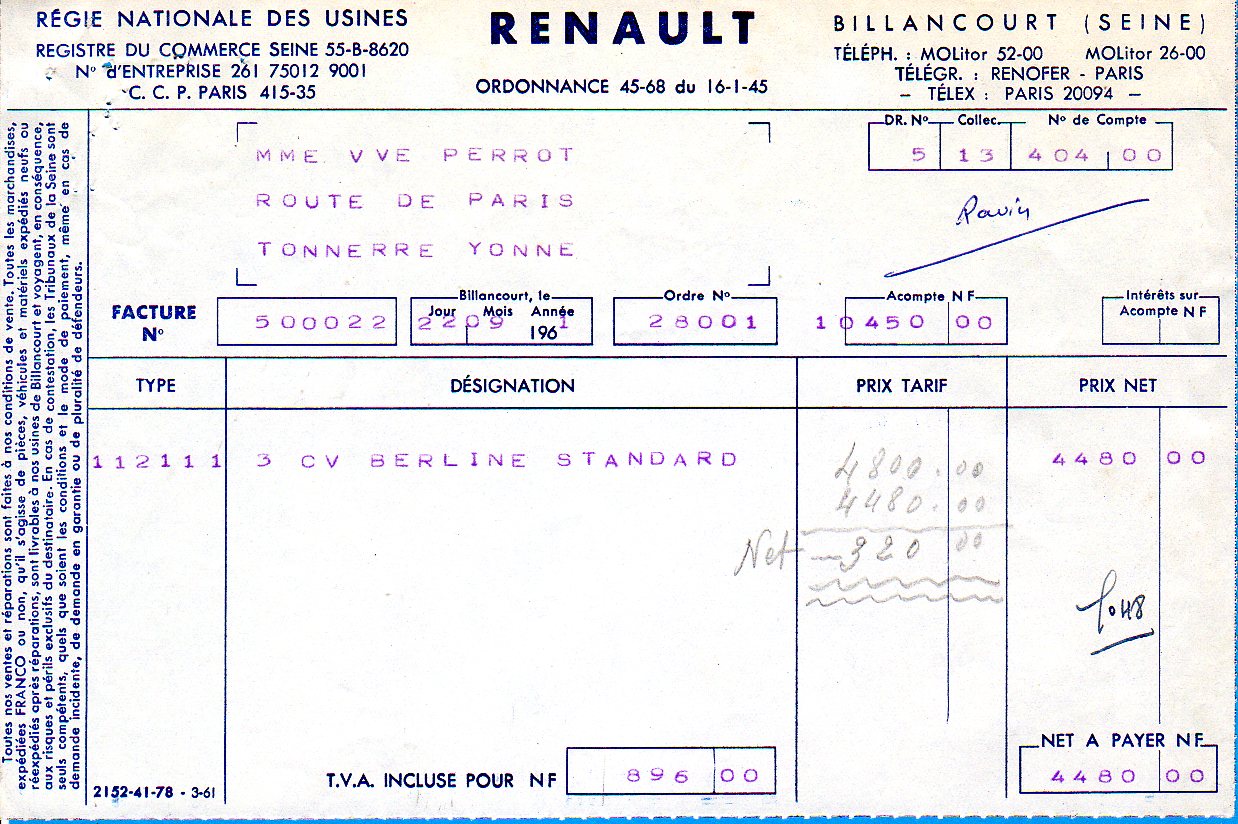 RÉGIE NATIONALE DES USINES
REGISTRE DU COMMERCE SEINE 55-B-8620
N° d'ENTREPRISE 261 75012 9001
C. C. P. PARIS 415-35
RENAULT
ORDONNANCE 45-68 du 16-1-45
BILLANCOURT (SEINE)
TÉLÉPH. : MOLitor 52-00 MOLitor 26-00
TÉLÉGR. : RENOFER - PARIS
— TÉLEX : PARIS 20094 —
Toutes nos ventes et réparations sont faites à nos conditions de vente. Toutes les marchandises,
expédiées FRANCO ou non, qu'il s'agisse de pièces, véhicules et matériels expédiés neufs ou
réexpédiés après réparations, sont livrables à nos usines de Billancourt et voyagent, en conséquence,
aux risques et périls exclusifs du destinataire. En cas de contestation, les Tribunaux de la Seine sont
seuls compétents, quels que soient les conditions et le mode de paiement, même en cas de
demande incidente, de demande en garantie ou de pluralité de défendeurs.
MME VVE PERROT
ROUTE DE PARIS
TONNERRE YONNE
DR. N° Collec. N° de Compte
5 13 404 00
FACTURE N°
500022
Billancourt, le
Jour Mois Année
2209 1
196
Ordre N°
28001
Acompte N F
10450 00
Intérêts sur
Acompte N F
TYPE DÉSIGNATION PRIX TARIF PRIX NET
112111 3 CV BERLINE STANDARD 4480 00
4800.00
4480.00
Net — 320 00
T.V.A. INCLUSE POUR NF 896 00
NET A PAYER N F
4480 00
2152-41-78 - 3-61